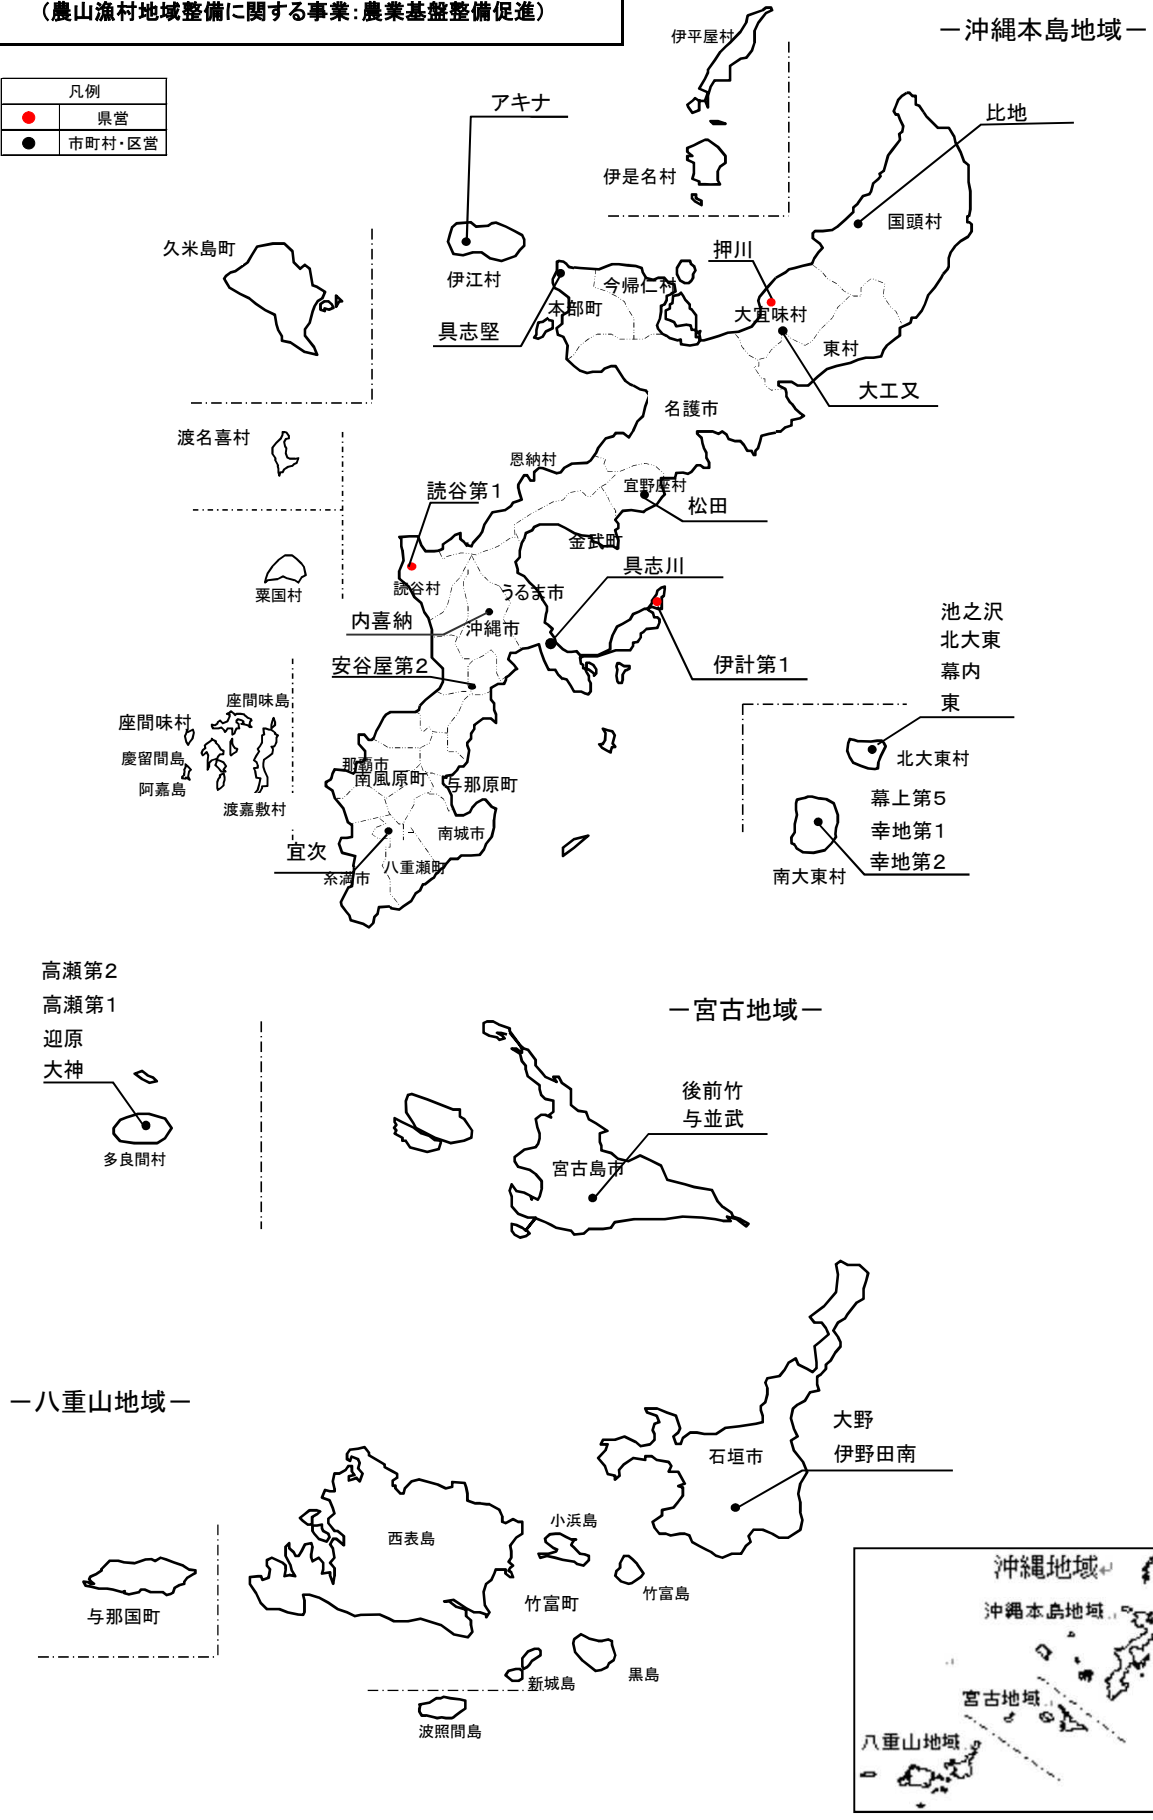 （農山漁村地域整備に関する事業：農業基盤整備促進）
－沖縄本島地域－
凡例
県営
市町村・区営
伊平屋村
伊是名村
アキナ
伊江村
比地
国頭村
久米島町
押川
大宜味村
今帰仁村
本部町
具志堅
東村
大工又
名護市
渡名喜村
恩納村
宜野座村
読谷第１
松田
金武町
具志川
粟国村
読谷村
うるま市
内喜納
沖縄市
安谷屋第２
伊計第１
池之沢
北大東
幕内
東
北大東村
座間味島
座間味村
慶留間島
阿嘉島
渡嘉敷村
那覇市
南風原町
与那原町
幕上第５
幸地第１
幸地第２
南大東村
南城市
宜次
八重瀬町
糸満市
高瀬第２
高瀬第１
迎原
大神
多良間村
－宮古地域－
後前竹
与並武
宮古島市
－八重山地域－
大野
伊野田南
石垣市
西表島
小浜島
竹富島
竹富町
与那国町
新城島
黒島
波照間島
沖縄地域
沖縄本島地域
宮古地域
八重山地域